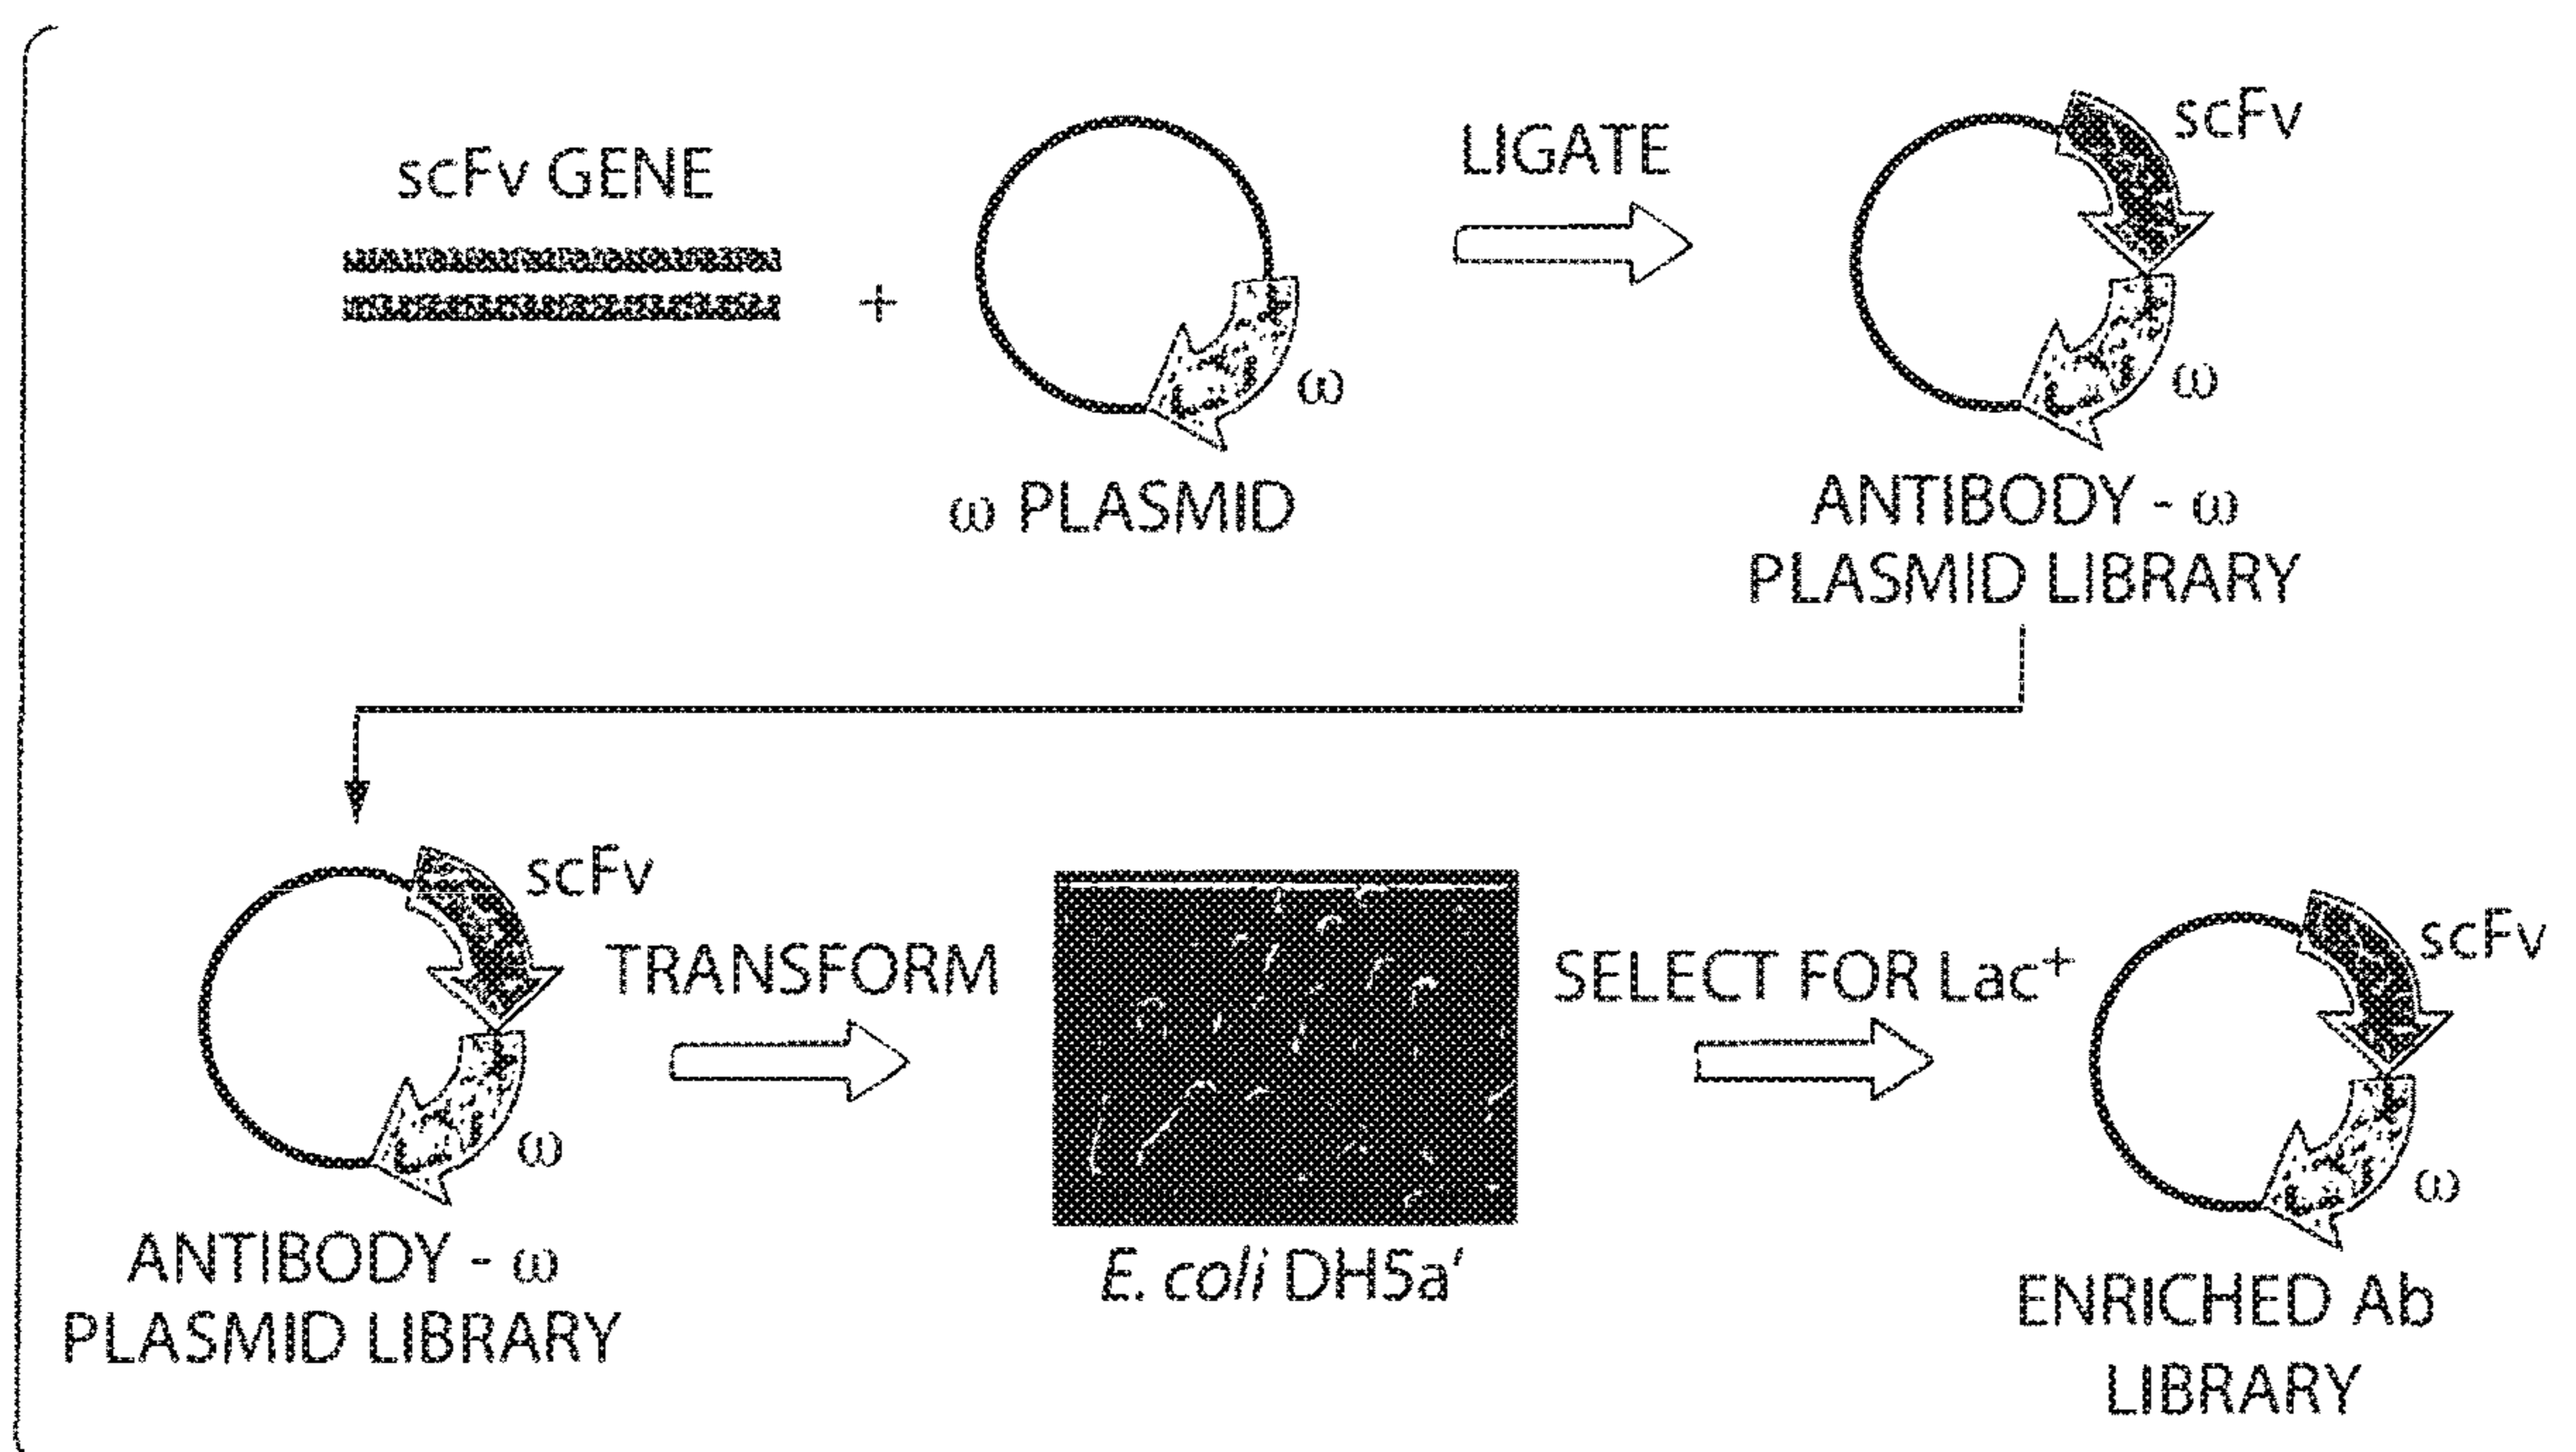 scFv GENE
+
ω
ω PLASMID
LIGATE
scFv
ω
ANTIBODY - ω
PLASMID LIBRARY
scFv
ω
ANTIBODY - ω
PLASMID LIBRARY
TRANSFORM
E. coli DH5a'
SELECT FOR Lac⁺
scFv
ω
ENRICHED Ab
LIBRARY